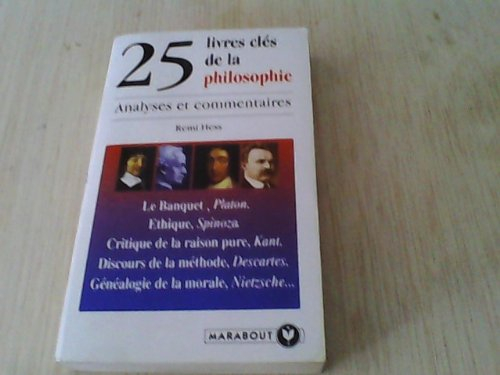 25 livres clés
de la
philosophie
Analyses et commentaires
Remi Hess
Le Banquet , Platon,
Ethique, Spinoza,
Critique de la raison pure, Kant,
Discours de la méthode, Descartes,
Généalogie de la morale, Nietzsche...
MARABOUT